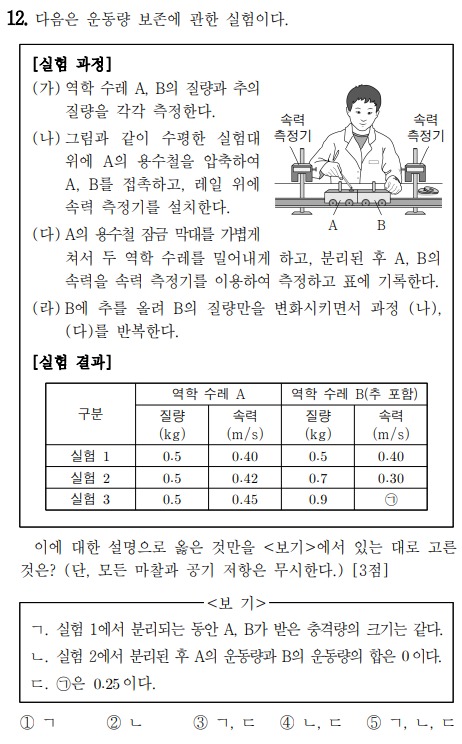 12. 다음은 운동량 보존에 관한 실험이다.
[실험 과정]
(가) 역학 수레 A, B의 질량과 추의
질량을 각각 측정한다.
(나) 그림과 같이 수평한 실험대
위에 A의 용수철을 압축하여
A, B를 접촉하고, 레일 위에
속력 측정기를 설치한다.
속력
측정기
속력
측정기
A B
(다) A의 용수철 잠금 막대를 가볍게
쳐서 두 역학 수레를 밀어내게 하고, 분리된 후 A, B의
속력을 속력 측정기를 이용하여 측정하고 표에 기록한다.
(라) B에 추를 올려 B의 질량만을 변화시키면서 과정 (나),
(다)를 반복한다.
[실험 결과]
구분 역학 수레 A 역학 수레 B(추 포함)
질량 속력 질량 속력
(kg) (m/s) (kg) (m/s)
실험 1 0.5 0.40 0.5 0.40
실험 2 0.5 0.42 0.7 0.30
실험 3 0.5 0.45 0.9 ㉠
이에 대한 설명으로 옳은 것만을 <보기>에서 있는 대로 고른
것은? (단, 모든 마찰과 공기 저항은 무시한다.) [3점]
<보 기>
ㄱ. 실험 1에서 분리되는 동안 A, B가 받은 충격량의 크기는 같다.
ㄴ. 실험 2에서 분리된 후 A의 운동량과 B의 운동량의 합은 0이다.
ㄷ. ㉠은 0.25이다.
① ㄱ ② ㄴ ③ ㄱ, ㄷ ④ ㄴ, ㄷ ⑤ ㄱ, ㄴ, ㄷ